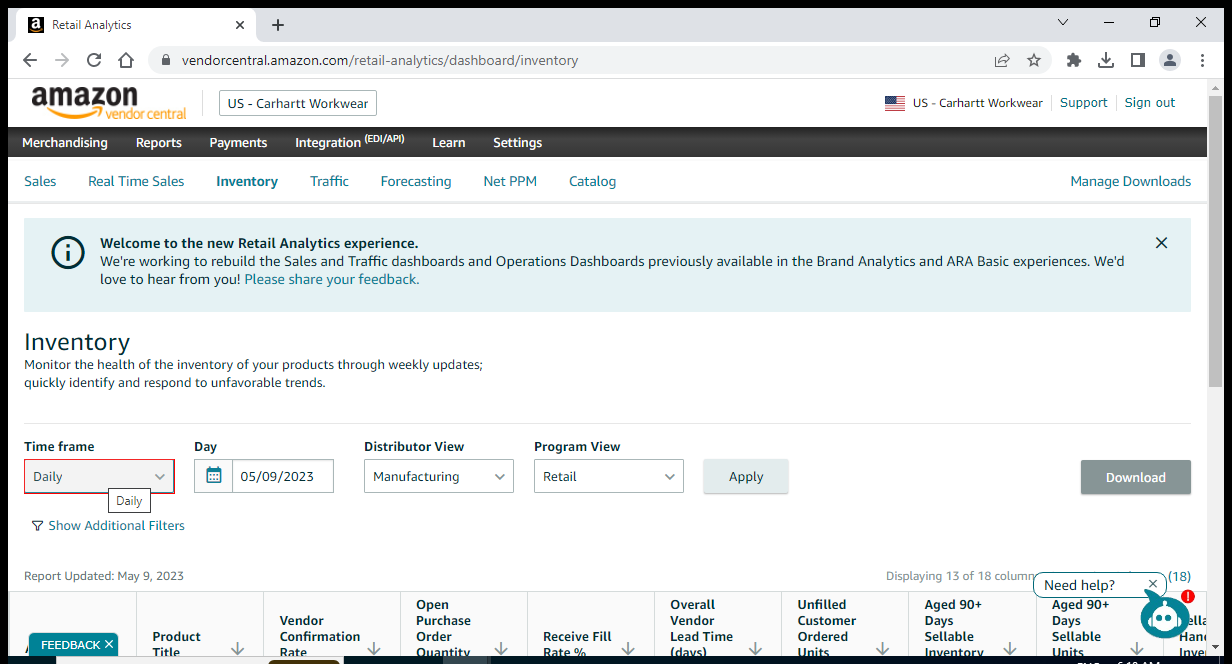 Retail Analytics
vendorcentral.amazon.com/retail-analytics/dashboard/inventory
amazon
vendor central
US - Carhartt Workwear
US - Carhartt Workwear
Support
Sign out
Merchandising
Reports
Payments
Integration (EDI/API)
Learn
Settings
Sales
Real Time Sales
Inventory
Traffic
Forecasting
Net PPM
Catalog
Manage Downloads
Welcome to the new Retail Analytics experience.
We're working to rebuild the Sales and Traffic dashboards and Operations Dashboards previously available in the Brand Analytics and ARA Basic experiences. We'd
love to hear from you! Please share your feedback.
Inventory
Monitor the health of the inventory of your products through weekly updates;
quickly identify and respond to unfavorable trends.
Time frame
Day
Distributor View
Program View
Daily
05/09/2023
Manufacturing
Retail
Apply
Download
Daily
Show Additional Filters
Report Updated: May 9, 2023
Displaying 13 of 18 column
(18)
Need help?
FEEDBACK
Product
Title
Vendor
Confirmation
Rate
Open
Purchase
Order
Quantity
Receive Fill
Rate %
Overall
Vendor
Lead Time
(days)
Unfilled
Customer
Ordered
Units
Aged 90+
Days
Sellable
Inventory
Aged 90+
Days
Sellable
Units